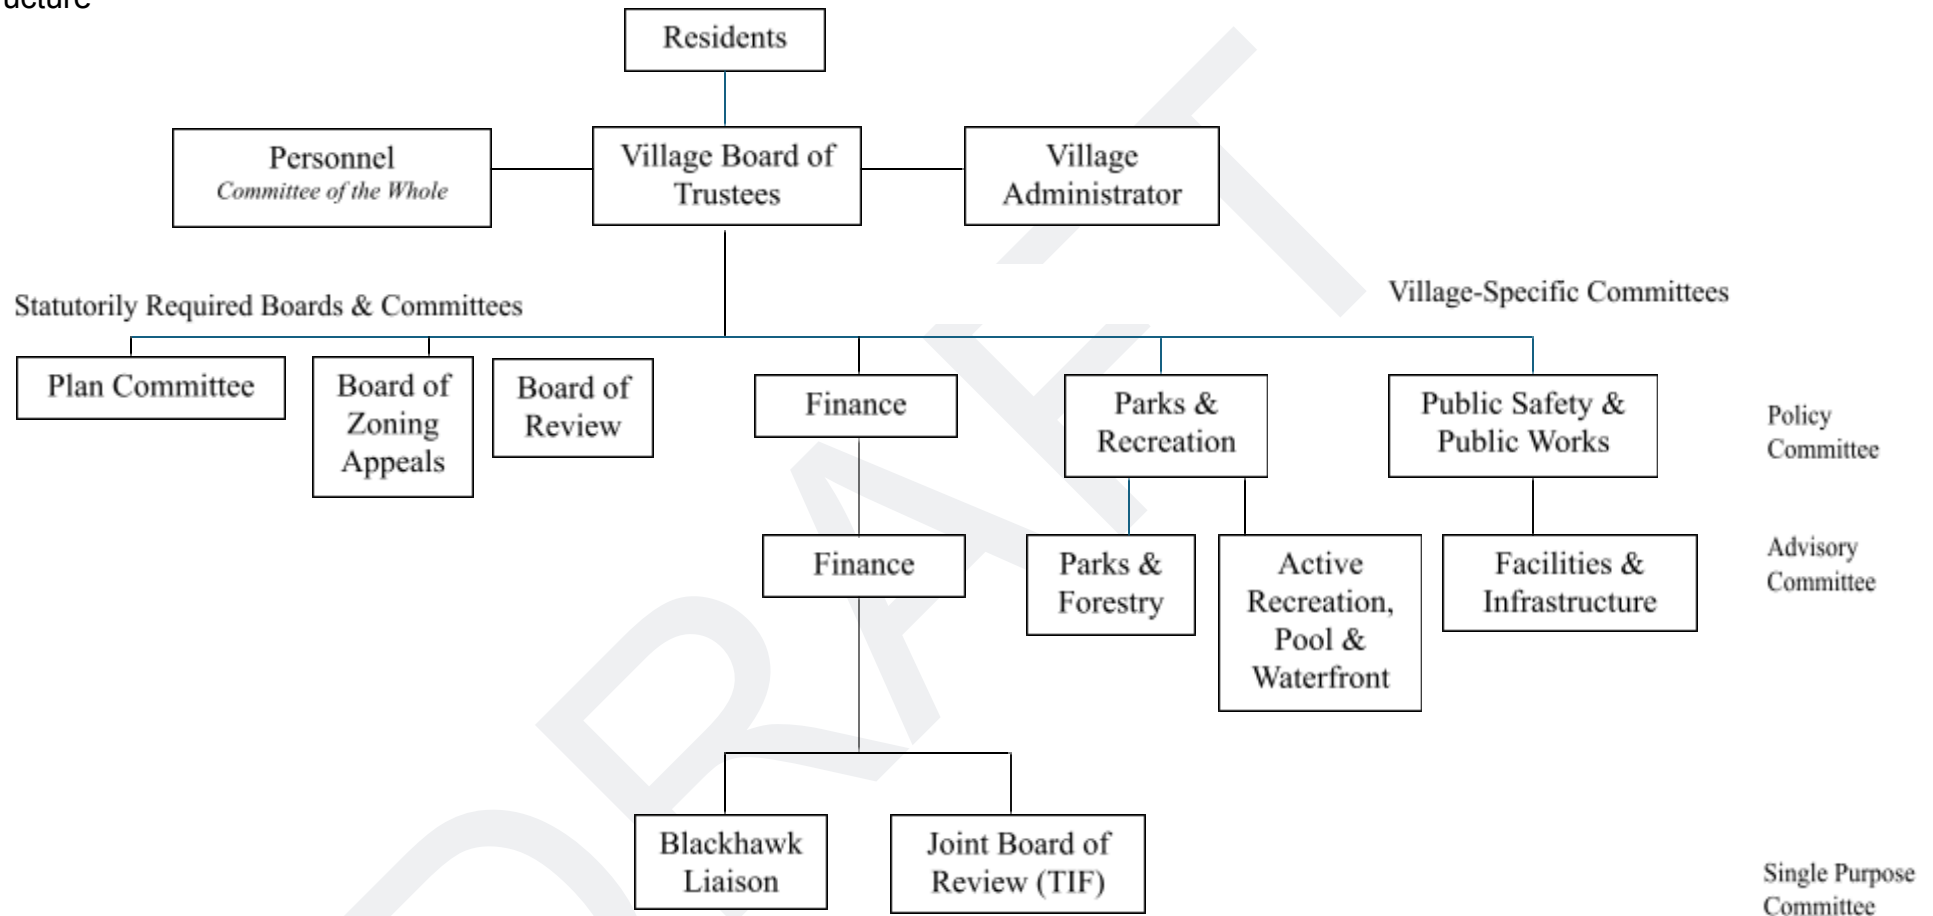 Residents
Personnel
Committee of the Whole
Village Board of
Trustees
Village
Administrator
Statutorily Required Boards & Committees
Village-Specific Committees
Plan Committee
Board of
Zoning
Appeals
Board of
Review
Finance
Parks &
Recreation
Public Safety &
Public Works
Policy
Committee
Finance
Parks &
Forestry
Active
Recreation,
Pool &
Waterfront
Facilities &
Infrastructure
Advisory
Committee
Blackhawk
Liaison
Joint Board of
Review (TIF)
Single Purpose
Committee
DRAFT